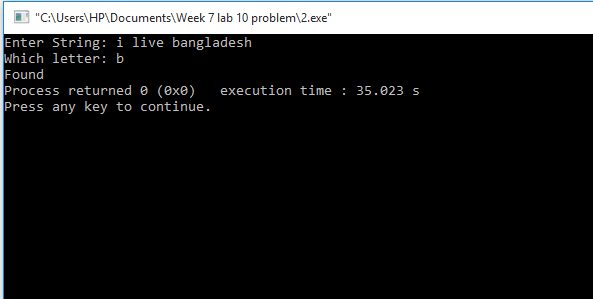 "C:\Users\HP\Documents\Week 7 lab 10 problem\2.exe"
Enter String: i live bangladesh
Which letter: b
Found
Process returned 0 (0x0)   execution time : 35.023 s
Press any key to continue.